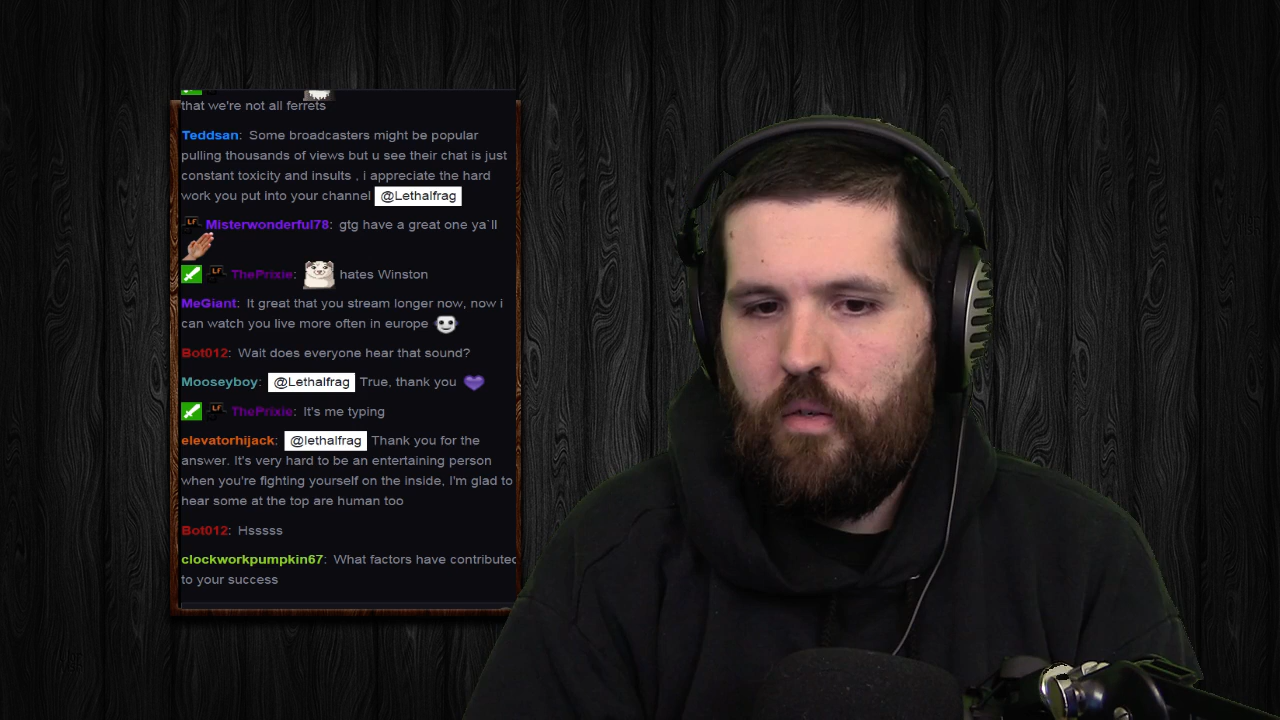 that we're not all ferrets
Teddsan: Some broadcasters might be popular
pulling thousands of views but u see their chat is just
constant toxicity and insults , i appreciate the hard
work you put into your channel @Lethalfrag
LF Misterwonderful78: gtg have a great one ya`ll
LF ThePrixie: hates Winston
MeGiant: It great that you stream longer now, now i
can watch you live more often in europe
Bot012: Wait does everyone hear that sound?
Mooseyboy: @Lethalfrag True, thank you
LF ThePrixie: It's me typing
elevatorhijack: @lethalfrag Thank you for the
answer. It's very hard to be an entertaining person
when you're fighting yourself on the inside, I'm glad to
hear some at the top are human too
Bot012: Hsssss
clockworkpumpkin67: What factors have contributed
to your success